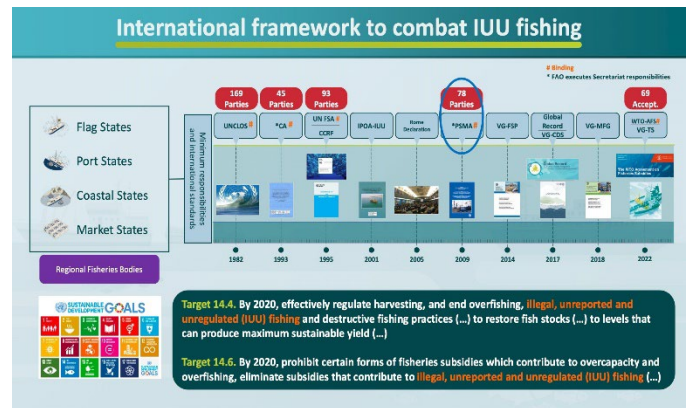 International framework to combat IUU fishing
# Binding
* FAO executes Secretariat responsibilities
169
Parties
45
Parties
93
Parties
78
Parties
69
Accept.
Flag States
Port States
Coastal States
Market States
Regional Fisheries Bodies
Minimum responsibilities
and international standards
UNCLOS#
*CA #
UN FSA#
CCRF
IPOA-IUU
Rome
Declaration
*PSMA#
VG-FSP
Global
Record
VG-CDS
VG-MFG
WTO-AFS#
VG-TS
1982
1993
1995
2001
2005
2009
2014
2017
2018
2022
SUSTAINABLE
DEVELOPMENT GOALS
Target 14.4. By 2020, effectively regulate harvesting, and end overfishing, illegal, unreported and
unregulated (IUU) fishing and destructive fishing practices (...) to restore fish stocks (...) to levels that
can produce maximum sustainable yield (...)
Target 14.6. By 2020, prohibit certain forms of fisheries subsidies which contribute to overcapacity and
overfishing, eliminate subsidies that contribute to illegal, unreported and unregulated (IUU) fishing (...)